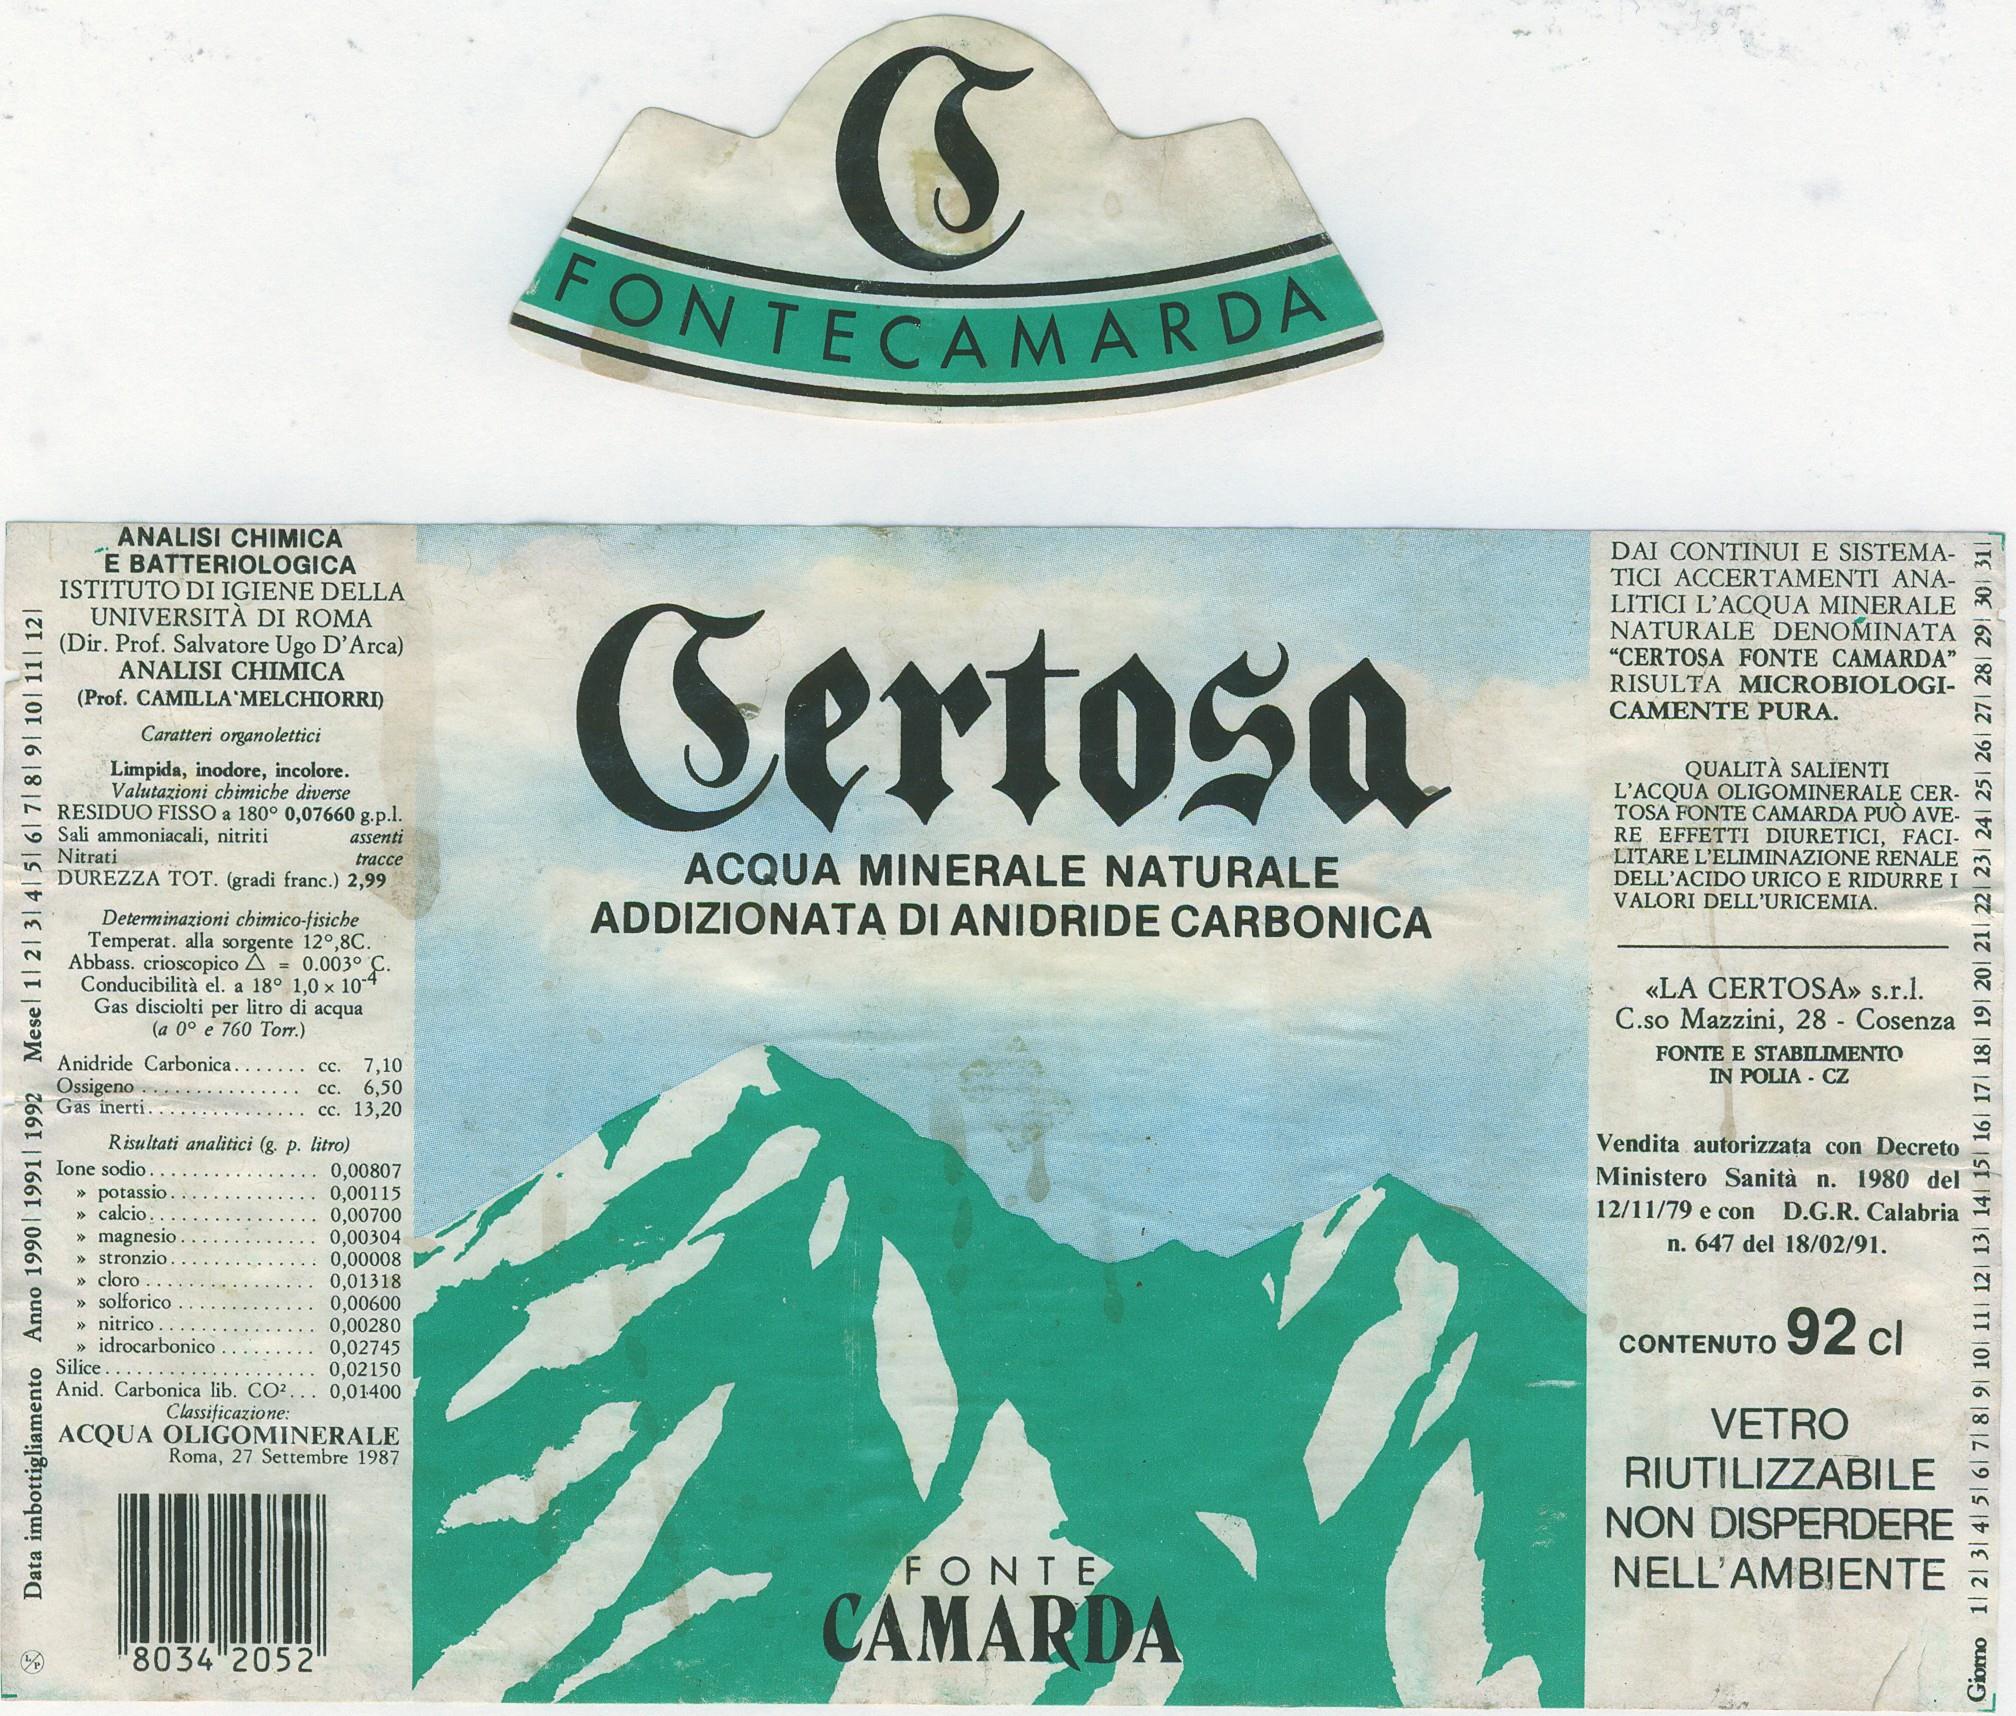 C
FONTECAMARDA
Data imbottigliamento Anno 1990| 1991| 1992 Mese| 1| 2| 3| 4| 5| 6| 7| 8| 9| 10| 11| 12|
ANALISI CHIMICA
E BATTERIOLOGICA
ISTITUTO DI IGIENE DELLA
UNIVERSITÀ DI ROMA
(Dir. Prof. Salvatore Ugo D'Arca)
ANALISI CHIMICA
(Prof. CAMILLA MELCHIORRI)
Caratteri organolettici
Limpida, inodore, incolore.
Valutazioni chimiche diverse
RESIDUO FISSO a 180° 0,07660 g.p.l.
Sali ammoniacali, nitriti assenti
Nitrati tracce
DUREZZA TOT. (gradi franc.) 2,99
Determinazioni chimico-fisiche
Temperat. alla sorgente 12°,8C.
Abbass. crioscopico △ = 0.003° C.
Conducibilità el. a 18° 1,0 × 10⁻⁴
Gas disciolti per litro di acqua
(a 0° e 760 Torr.)
Anidride Carbonica....... cc. 7,10
Ossigeno ............... cc. 6,50
Gas inerti............... cc. 13,20
Risultati analitici (g. p. litro)
Ione sodio............... 0,00807
» potassio.............. 0,00115
» calcio................ 0,00700
» magnesio............. 0,00304
» stronzio.............. 0,00008
» cloro ................ 0,01318
» solforico ............. 0,00600
» nitrico............... 0,00280
» idrocarbonico ......... 0,02745
Silice.................... 0,02150
Anid. Carbonica lib. CO²... 0,01400
Classificazione:
ACQUA OLIGOMINERALE
Roma, 27 Settembre 1987
8034 2052
L/P
Certosa
ACQUA MINERALE NATURALE
ADDIZIONATA DI ANIDRIDE CARBONICA
FONTE
CAMARDA
DAI CONTINUI E SISTEMA-
TICI ACCERTAMENTI ANA-
LITICI L'ACQUA MINERALE
NATURALE DENOMINATA
"CERTOSA FONTE CAMARDA"
RISULTA MICROBIOLOGI-
CAMENTE PURA.
QUALITÀ SALIENTI
L'ACQUA OLIGOMINERALE CER-
TOSA FONTE CAMARDA PUÒ AVE-
RE EFFETTI DIURETICI, FACI-
LITARE L'ELIMINAZIONE RENALE
DELL'ACIDO URICO E RIDURRE I
VALORI DELL'URICEMIA.
«LA CERTOSA» s.r.l.
C.so Mazzini, 28 - Cosenza
FONTE E STABILIMENTO
IN POLIA - CZ
Vendita autorizzata con Decreto
Ministero Sanità n. 1980 del
12/11/79 e con D.G.R. Calabria
n. 647 del 18/02/91.
CONTENUTO 92 cl
VETRO
RIUTILIZZABILE
NON DISPERDERE
NELL'AMBIENTE
Giorno 1| 2| 3| 4| 5| 6| 7| 8| 9| 10| 11| 12| 13| 14| 15| 16| 17| 18| 19| 20| 21| 22| 23| 24| 25| 26| 27| 28| 29| 30| 31|